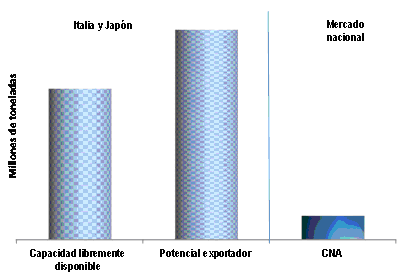 Italia y Japón
Mercado
nacional
Millones de toneladas
Capacidad libremente
disponible
Potencial exportador
CNA